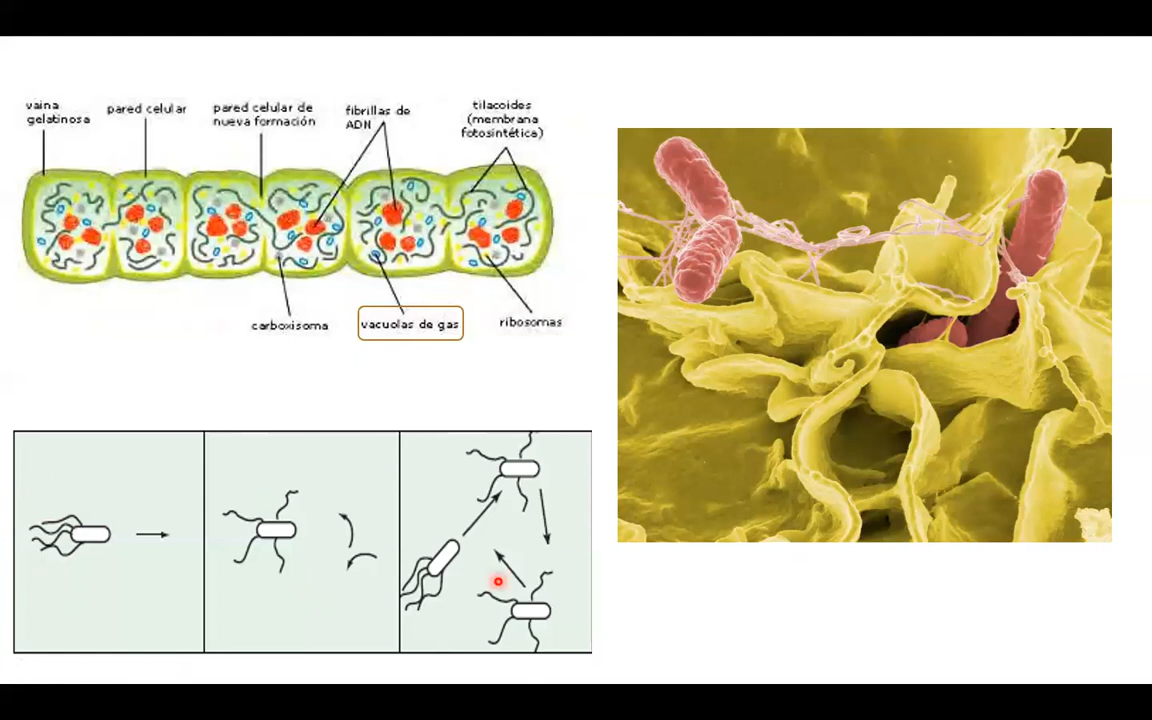 vaina
gelatinosa
pared celular
pared celular de
nueva formación
fibrillas de
ADN
tilacoides
(membrana
fotosintética)
carboxisoma
vacuolas de gas
ribosomas